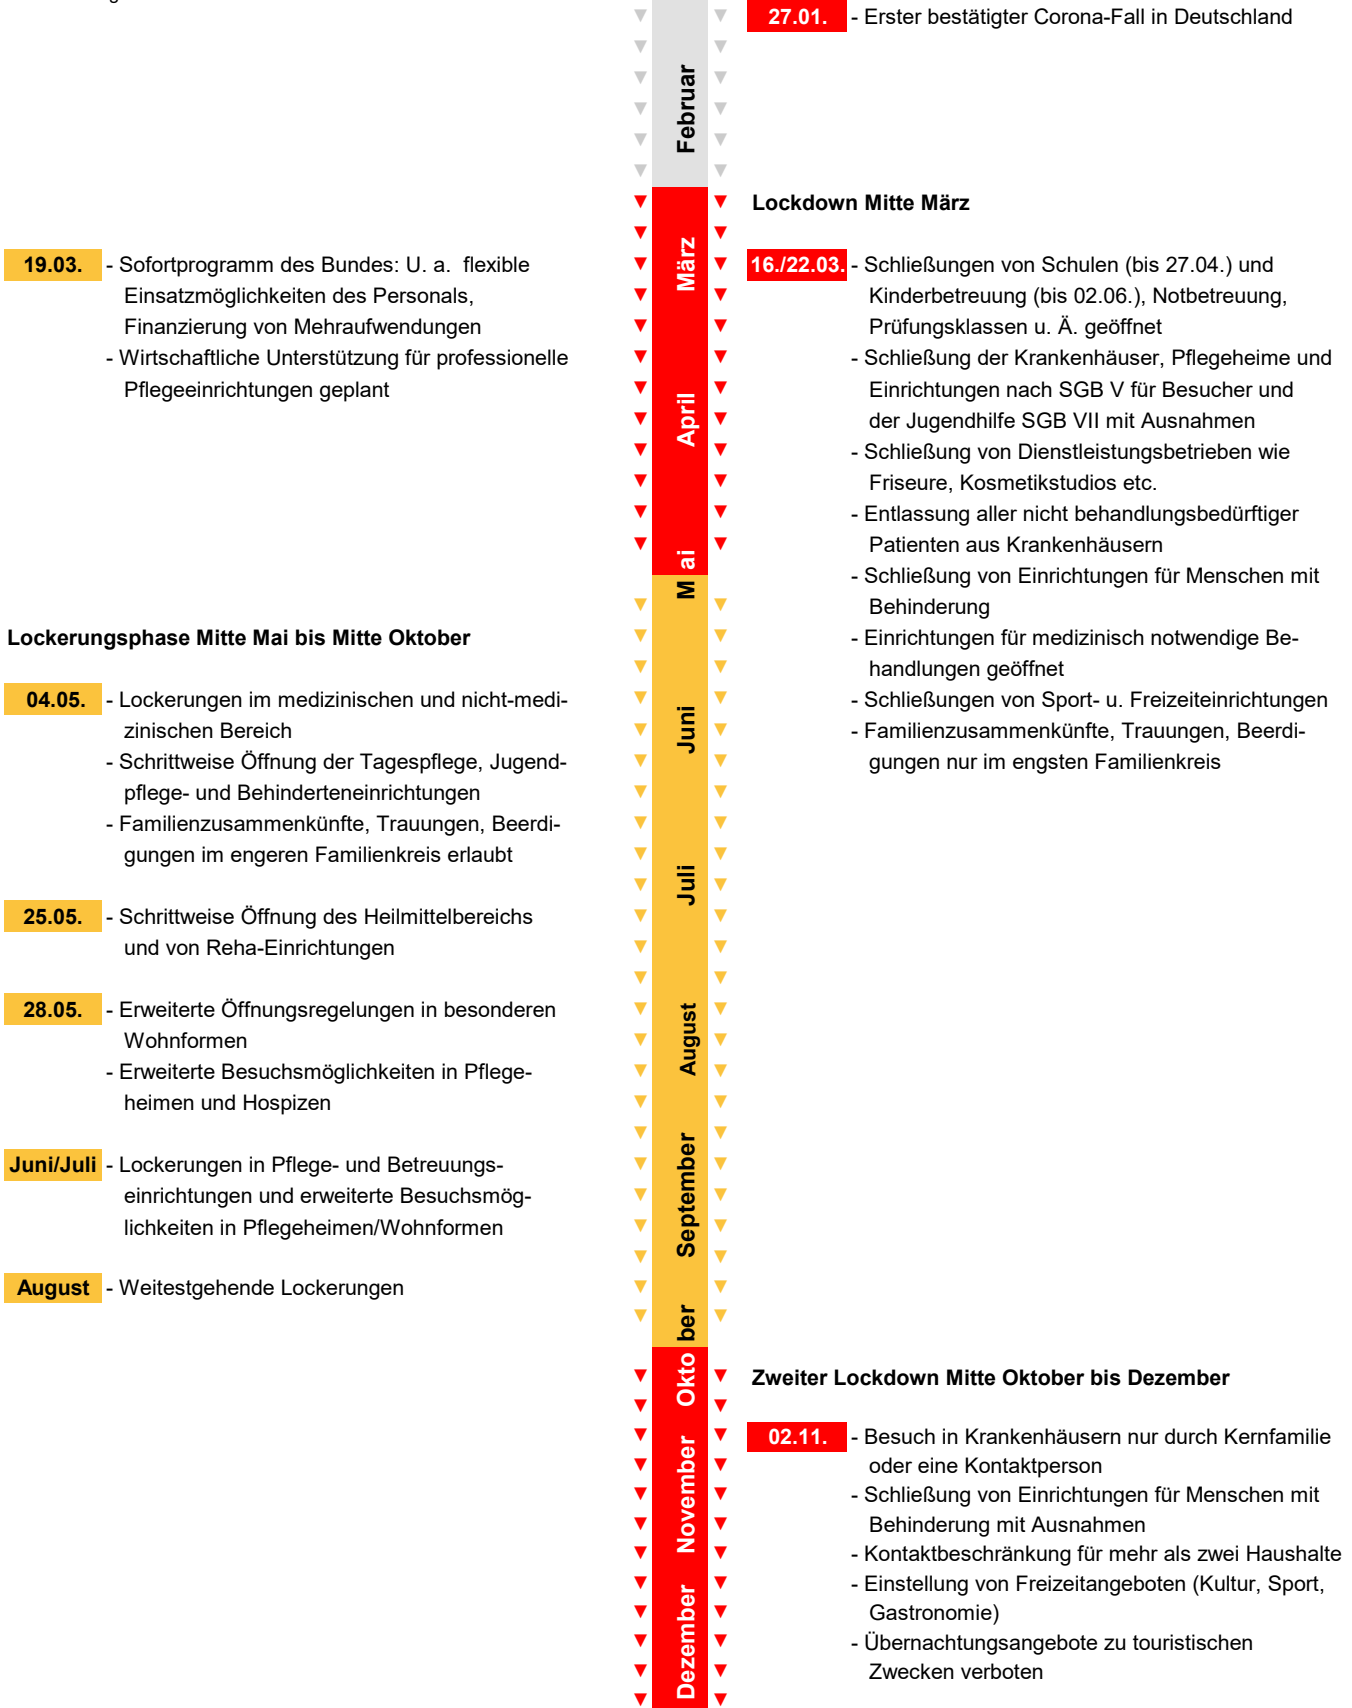 27.01. - Erster bestätigter Corona-Fall in Deutschland
Februar
Lockdown Mitte März
März
19.03. - Sofortprogramm des Bundes: U. a. flexible
Einsatzmöglichkeiten des Personals,
Finanzierung von Mehraufwendungen
- Wirtschaftliche Unterstützung für professionelle
Pflegeeinrichtungen geplant
16./22.03. - Schließungen von Schulen (bis 27.04.) und
Kinderbetreuung (bis 02.06.), Notbetreuung,
Prüfungsklassen u. Ä. geöffnet
- Schließung der Krankenhäuser, Pflegeheime und
Einrichtungen nach SGB V für Besucher und
der Jugendhilfe SGB VII mit Ausnahmen
- Schließung von Dienstleistungsbetrieben wie
Friseure, Kosmetikstudios etc.
- Entlassung aller nicht behandlungsbedürftiger
Patienten aus Krankenhäusern
- Schließung von Einrichtungen für Menschen mit
Behinderung
- Einrichtungen für medizinisch notwendige Be-
handlungen geöffnet
- Schließungen von Sport- u. Freizeiteinrichtungen
- Familienzusammenkünfte, Trauungen, Beerdi-
gungen nur im engsten Familienkreis
April
Mai
Lockerungsphase Mitte Mai bis Mitte Oktober
04.05. - Lockerungen im medizinischen und nicht-medi-
zinischen Bereich
- Schrittweise Öffnung der Tagespflege, Jugend-
pflege- und Behinderteneinrichtungen
- Familienzusammenkünfte, Trauungen, Beerdi-
gungen im engeren Familienkreis erlaubt
Juni
25.05. - Schrittweise Öffnung des Heilmittelbereichs
und von Reha-Einrichtungen
Juli
28.05. - Erweiterte Öffnungsregelungen in besonderen
Wohnformen
- Erweiterte Besuchsmöglichkeiten in Pflege-
heimen und Hospizen
August
Juni/Juli - Lockerungen in Pflege- und Betreuungs-
einrichtungen und erweiterte Besuchsmög-
lichkeiten in Pflegeheimen/Wohnformen
September
August - Weitestgehende Lockerungen
Oktober
Zweiter Lockdown Mitte Oktober bis Dezember
02.11. - Besuch in Krankenhäusern nur durch Kernfamilie
oder eine Kontaktperson
- Schließung von Einrichtungen für Menschen mit
Behinderung mit Ausnahmen
- Kontaktbeschränkung für mehr als zwei Haushalte
- Einstellung von Freizeitangeboten (Kultur, Sport,
Gastronomie)
- Übernachtungsangebote zu touristischen
Zwecken verboten
November
Dezember